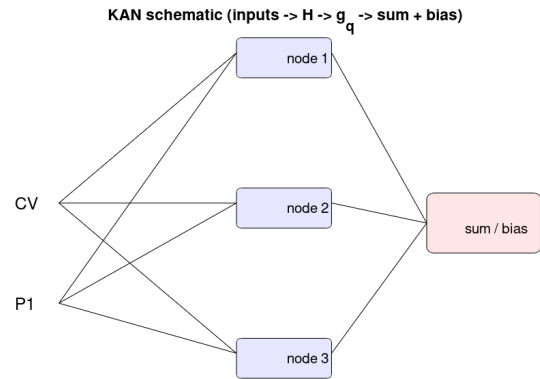 KAN schematic (inputs -> H -> g_q -> sum + bias)
node 1
CV
node 2
sum / bias
P1
node 3